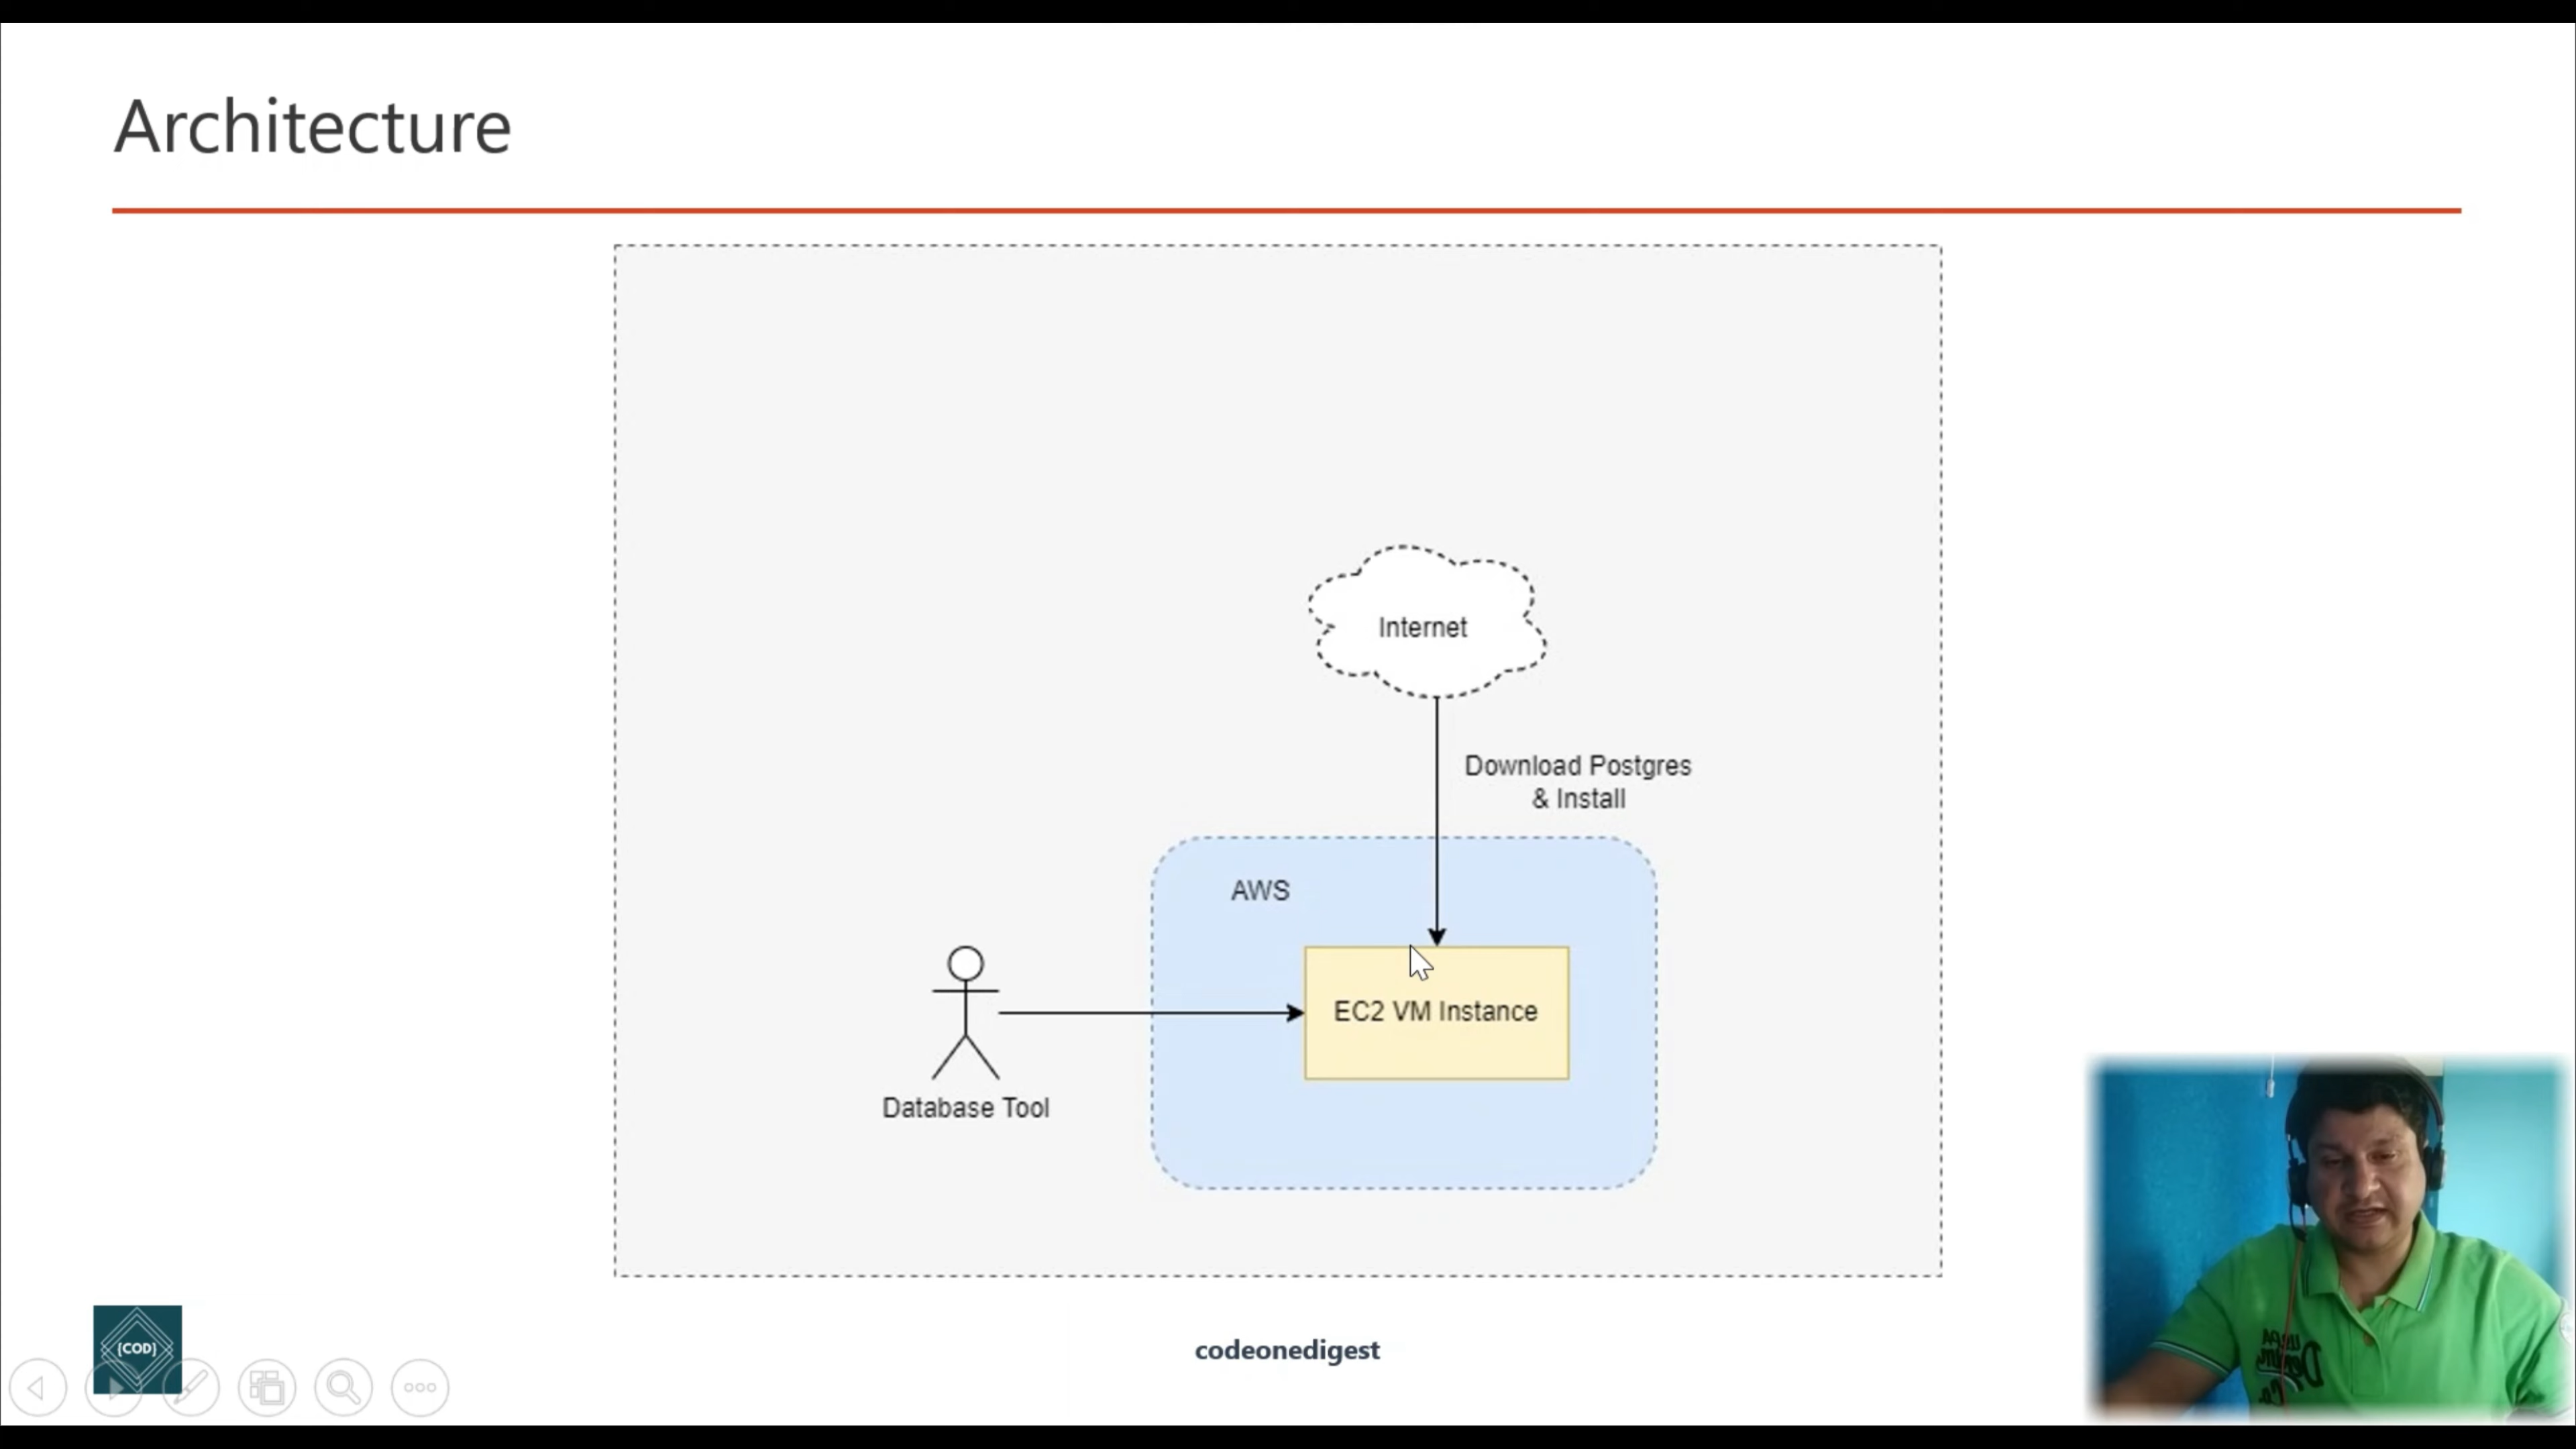 Architecture
Internet
Download Postgres
& Install
AWS
EC2 VM Instance
Database Tool
{COD}
codeonedigest